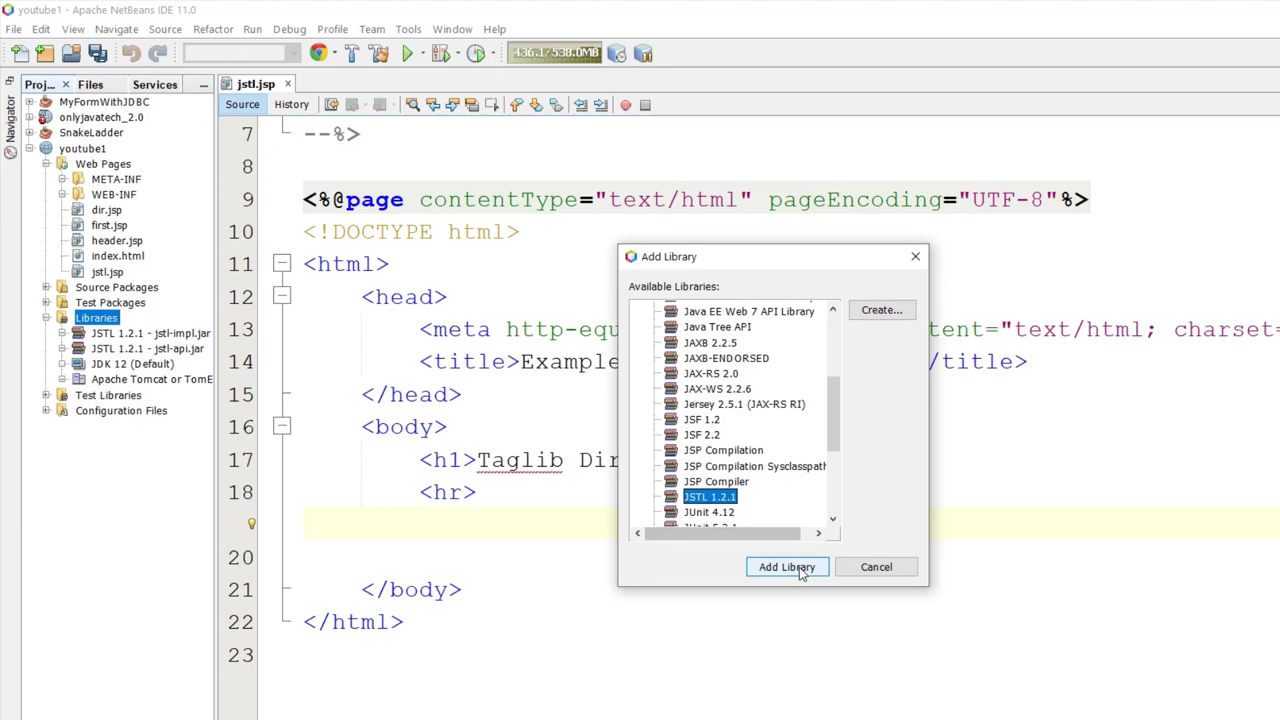 youtube1 - Apache NetBeans IDE 11.0
File Edit View Navigate Source Refactor Run Debug Profile Team Tools Window Help
436.1/538.0MB
Proj... Files Services
jstl.jsp
Source History
Navigator
MyFormWithJDBC
onlyjavatech_2.0
SnakeLadder
youtube1
Web Pages
META-INF
WEB-INF
dir.jsp
first.jsp
header.jsp
index.html
jstl.jsp
Source Packages
Test Packages
Libraries
JSTL 1.2.1 - jstl-impl.jar
JSTL 1.2.1 - jstl-api.jar
JDK 12 (Default)
Apache Tomcat or TomE
Test Libraries
Configuration Files
7 --%>
8
9 <%@page contentType="text/html" pageEncoding="UTF-8"%>
10 <!DOCTYPE html>
11 <html>
12 <head>
13 <meta http-equ tent="text/html; charset=
14 <title>Example /title>
15 </head>
16 <body>
17 <h1>Taglib Dir
18 <hr>
20
21 </body>
22 </html>
23
Add Library
Available Libraries:
Java EE Web 7 API Library
Java Tree API
JAXB 2.2.5
JAXB-ENDORSED
JAX-RS 2.0
JAX-WS 2.2.6
Jersey 2.5.1 (JAX-RS RI)
JSF 1.2
JSF 2.2
JSP Compilation
JSP Compilation Sysclasspath
JSP Compiler
JSTL 1.2.1
JUnit 4.12
Create...
Add Library Cancel